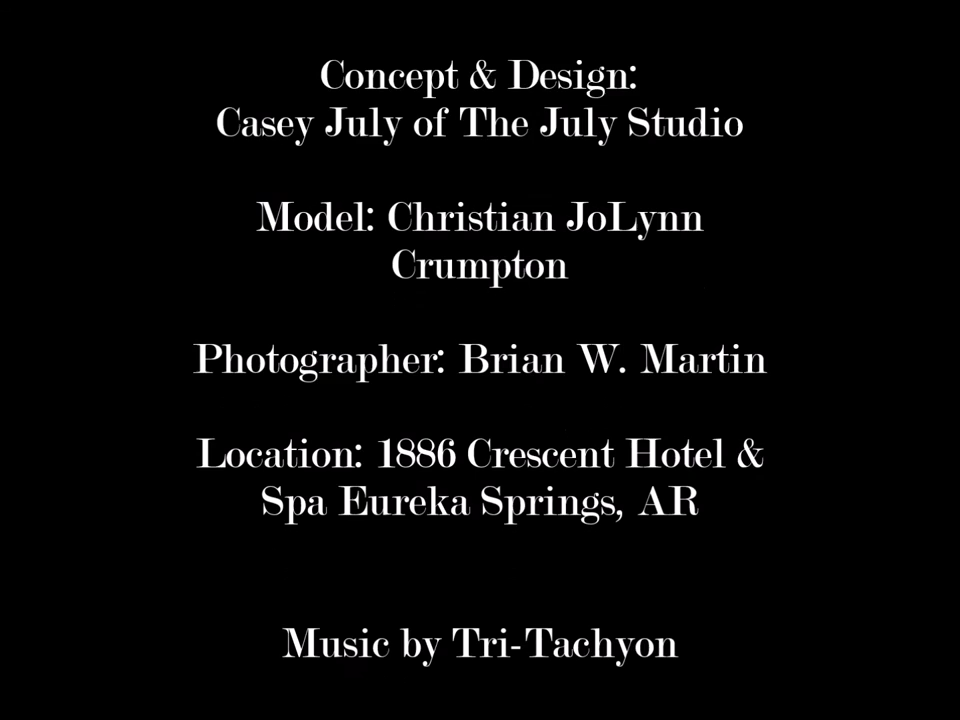 Concept & Design:
Casey July of The July Studio
Model: Christian JoLynn
Crumpton
Photographer: Brian W. Martin
Location: 1886 Crescent Hotel &
Spa Eureka Springs, AR
Music by Tri-Tachyon